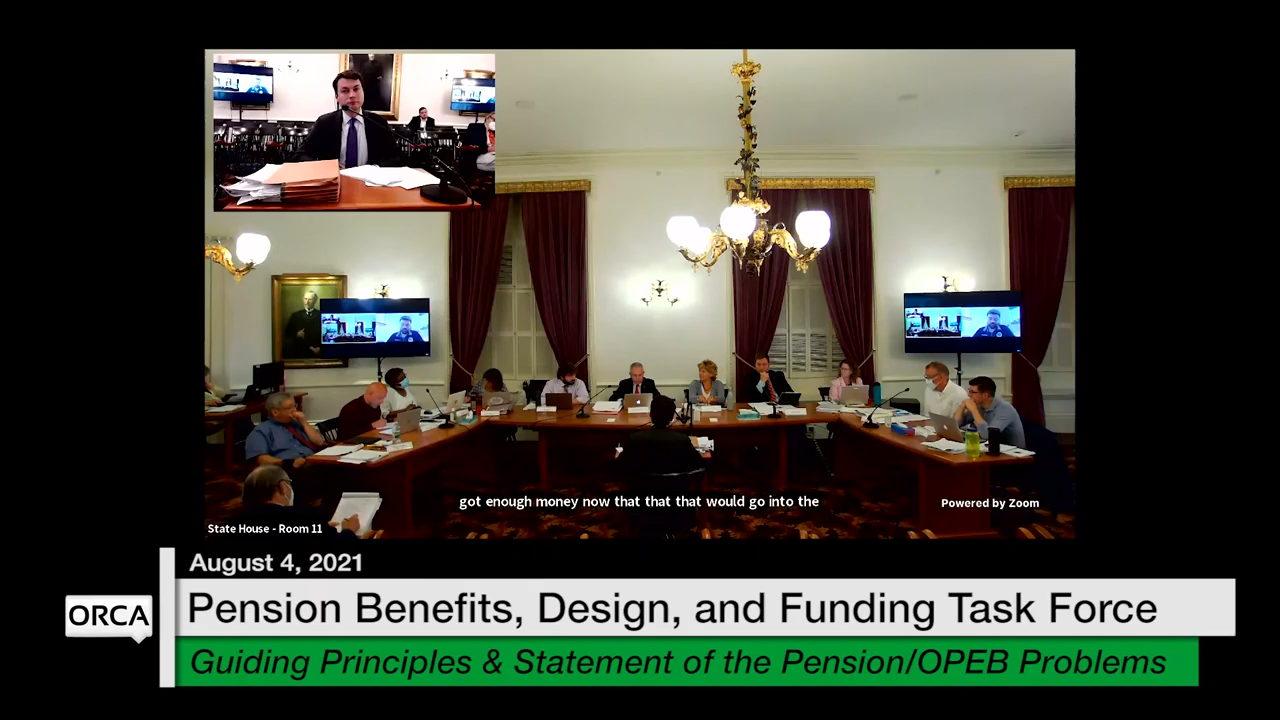 got enough money now that that that would go into the
Powered by Zoom
State House - Room 11
August 4, 2021
ORCA
Pension Benefits, Design, and Funding Task Force
Guiding Principles & Statement of the Pension/OPEB Problems